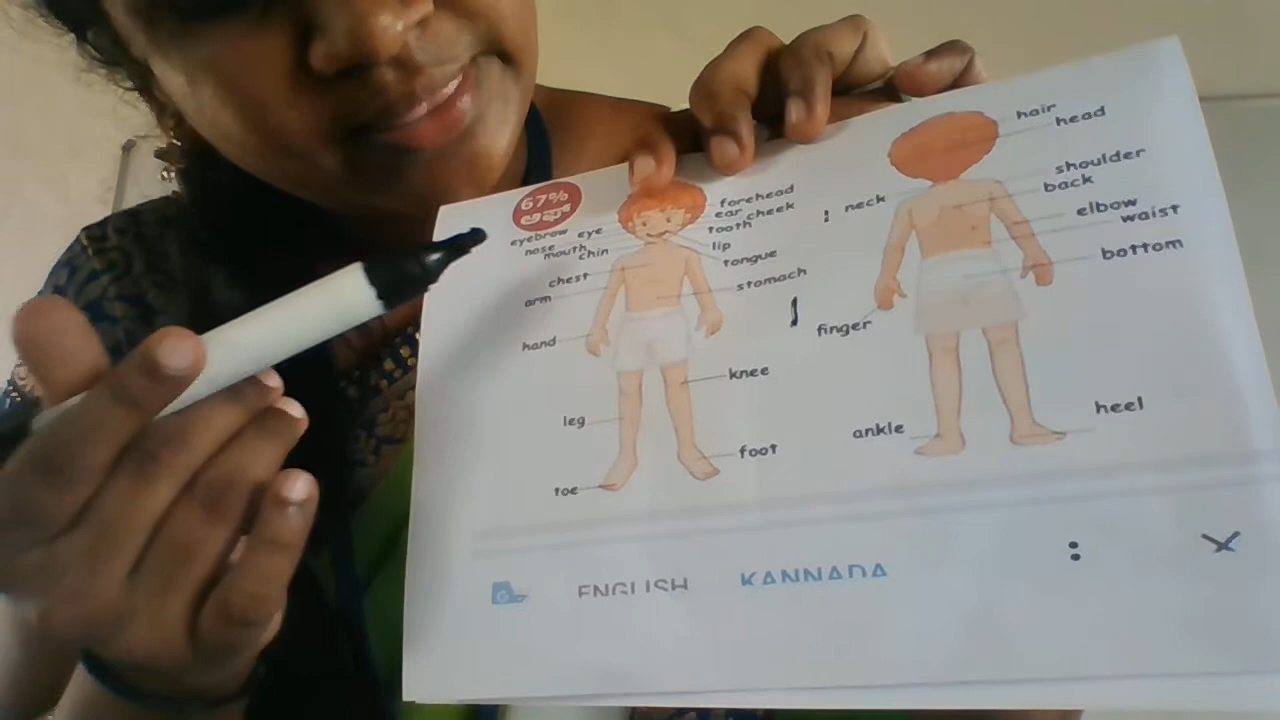 67%
ಆಫ್
forehead
ear cheek
tooth
lip
tongue
eyebrow eye
nose
mouth
chin
chest
arm
stomach
hand
knee
leg
foot
toe
hair
head
shoulder
back
neck
elbow
waist
bottom
finger
heel
ankle
ENGLISH KANNADA